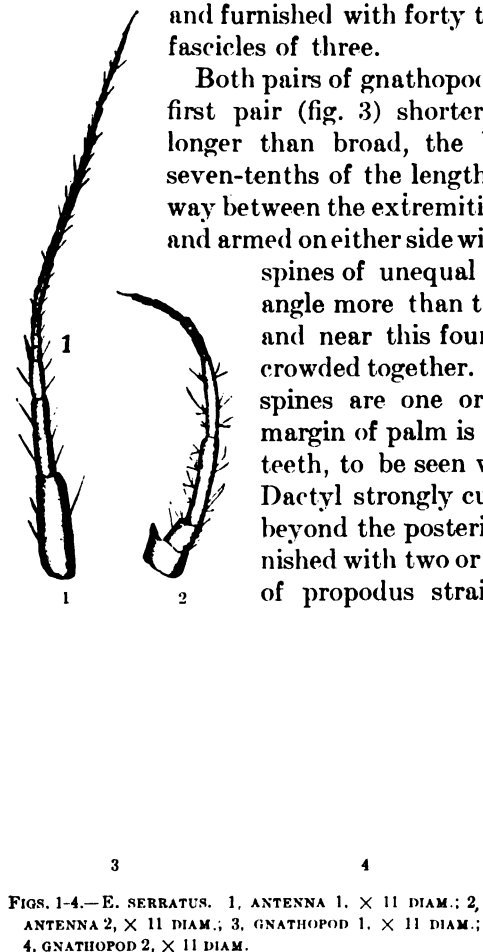 and furnished with forty t
fascicles of three.
Both pairs of gnathopod
first pair (fig. 3) shorter
longer than broad, the
seven-tenths of the length
way between the extremiti
and armed on either side wi
spines of unequal
angle more than t
and near this four
crowded together.
spines are one or
margin of palm is
teeth, to be seen v
Dactyl strongly cu
beyond the posteri
nished with two or
of propodus strai
1
1
2
3
4
FIGS. 1-4.—E. SERRATUS. 1, ANTENNA 1, × 11 DIAM.; 2,
ANTENNA 2, × 11 DIAM.; 3, GNATHOPOD 1, × 11 DIAM.;
4, GNATHOPOD 2, × 11 DIAM.